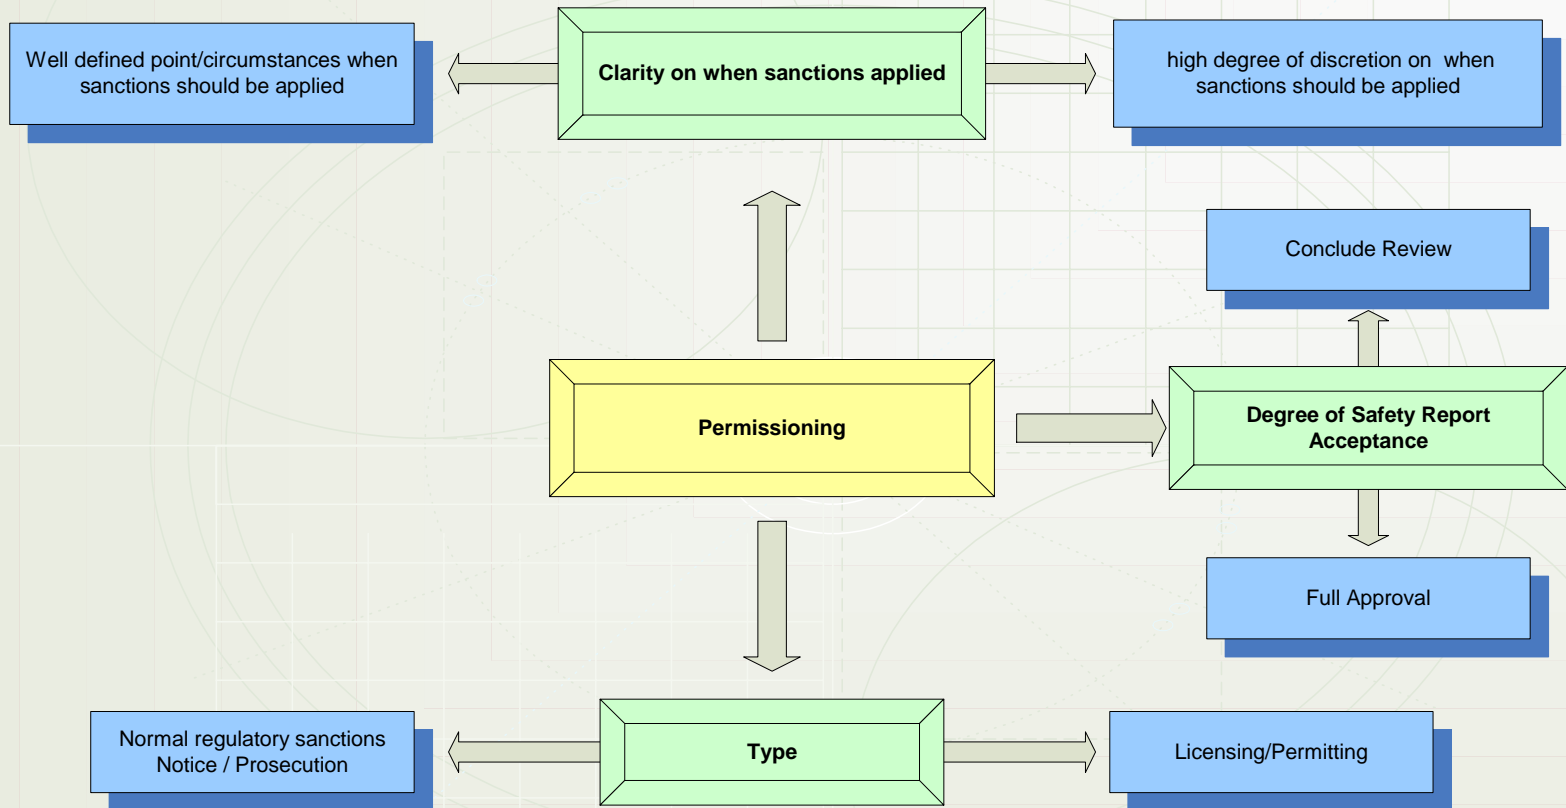 Well defined point/circumstances when
sanctions should be applied
Clarity on when sanctions applied
high degree of discretion on when
sanctions should be applied
Conclude Review
Permissioning
Degree of Safety Report
Acceptance
Full Approval
Normal regulatory sanctions
Notice / Prosecution
Type
Licensing/Permitting